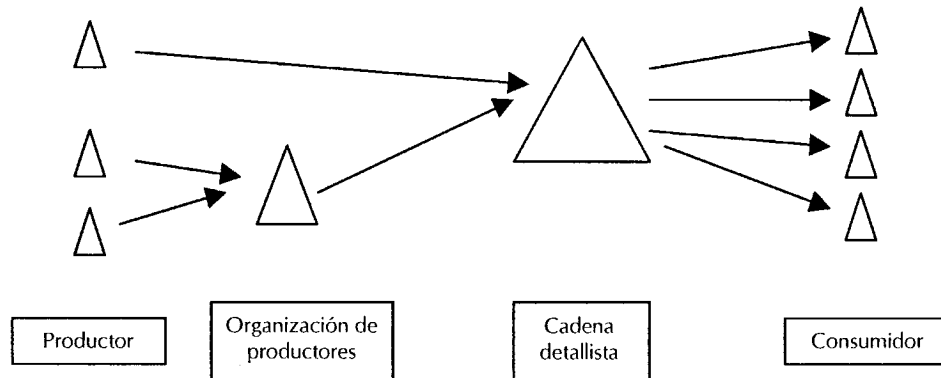 Productor
Organización de
productores
Cadena
detallista
Consumidor